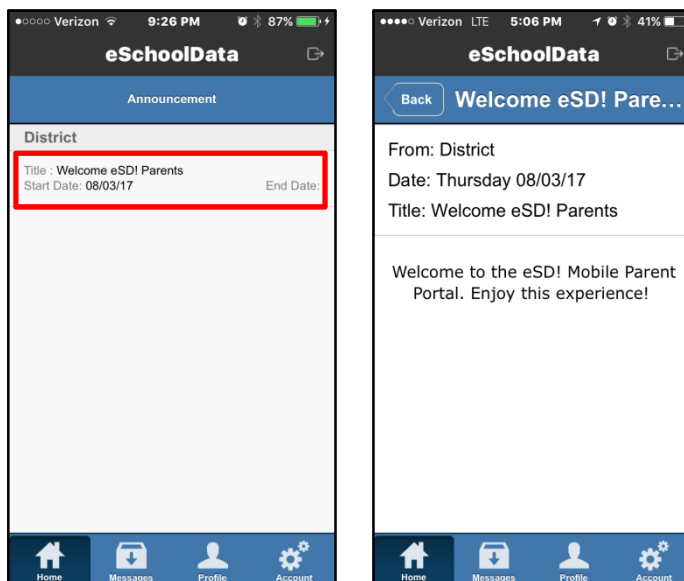 Verizon 9:26 PM 87%
eSchoolData
Announcement
District
Title : Welcome eSD! Parents
Start Date: 08/03/17 End Date:
Home Messages Profile Account
Verizon LTE 5:06 PM 41%
eSchoolData
Back Welcome eSD! Pare...
From: District
Date: Thursday 08/03/17
Title: Welcome eSD! Parents
Welcome to the eSD! Mobile Parent
Portal. Enjoy this experience!
Home Messages Profile Account